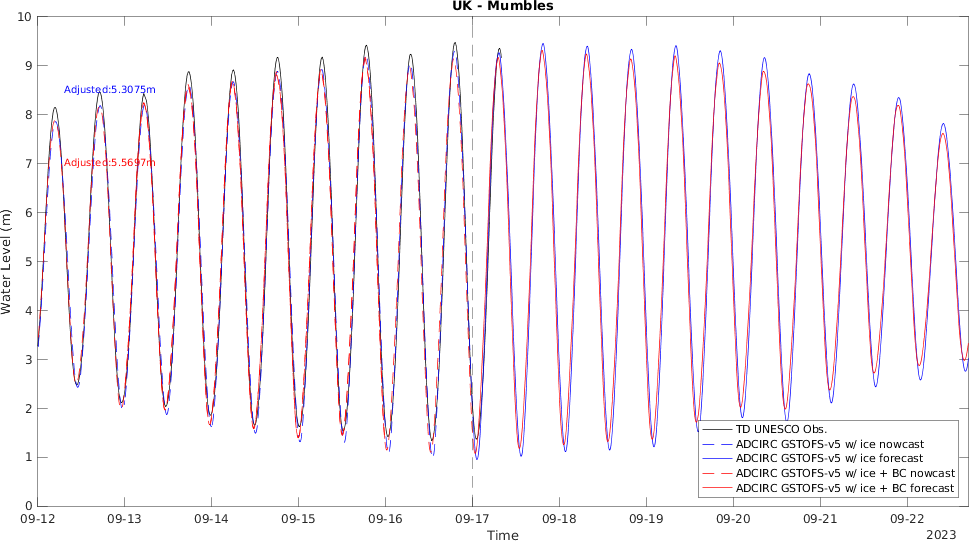 UK - Mumbles
10
9
8
7
6
5
4
3
2
1
0
Water Level (m)
Adjusted:5.3075m
Adjusted:5.5697m
TD UNESCO Obs.
ADCIRC GSTOFS-v5 w/ ice nowcast
ADCIRC GSTOFS-v5 w/ ice forecast
ADCIRC GSTOFS-v5 w/ ice + BC nowcast
ADCIRC GSTOFS-v5 w/ ice + BC forecast
09-12 09-13 09-14 09-15 09-16 09-17 09-18 09-19 09-20 09-21 09-22
Time
2023